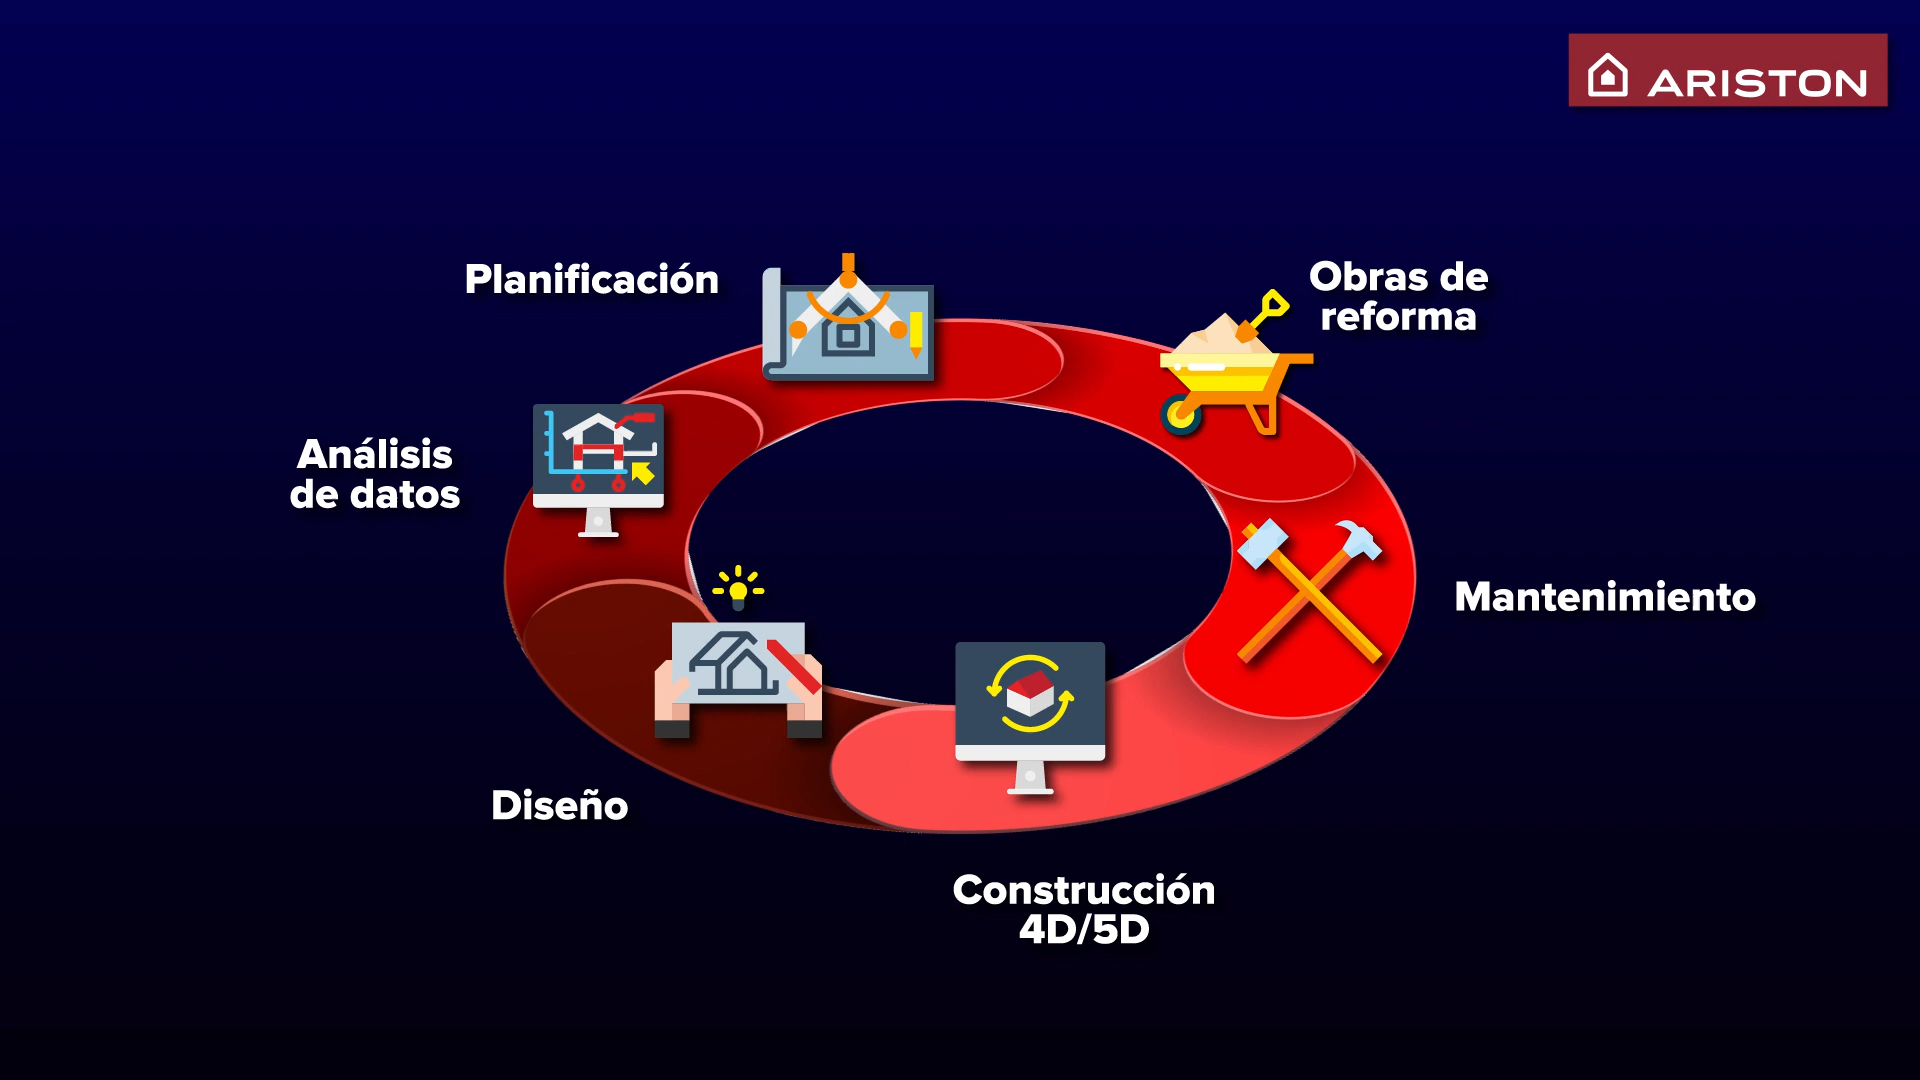 ARISTON
Planificación
Obras de
reforma
Análisis
de datos
Mantenimiento
Diseño
Construcción
4D/5D